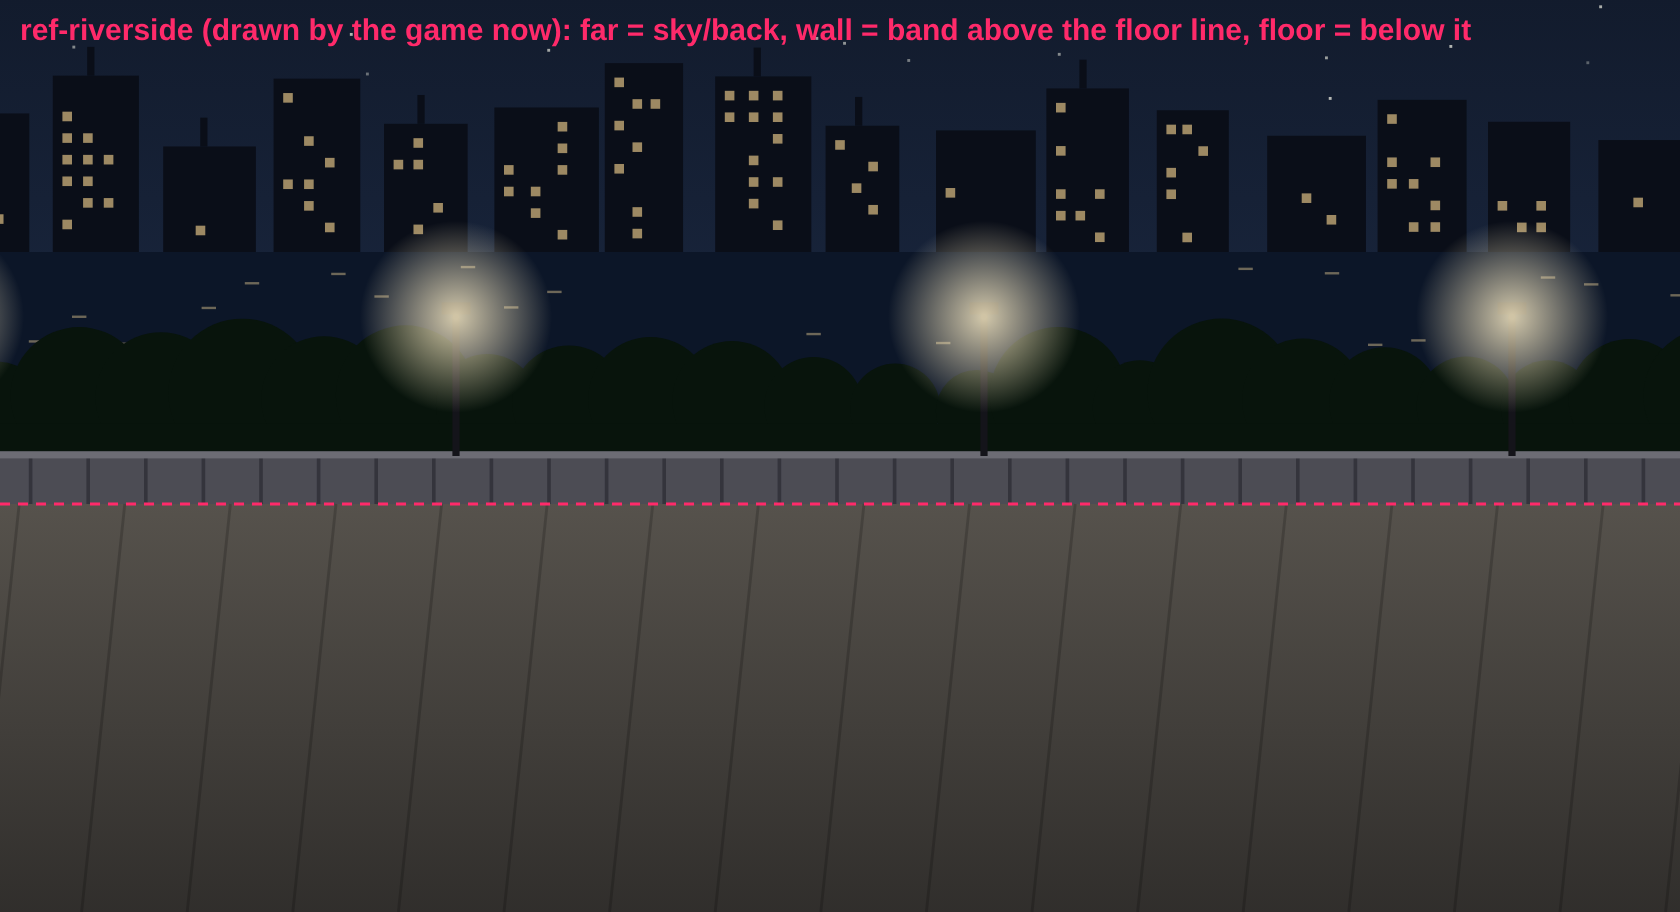 ref-riverside (drawn by the game now): far = sky/back, wall = band above the floor line, floor = below it